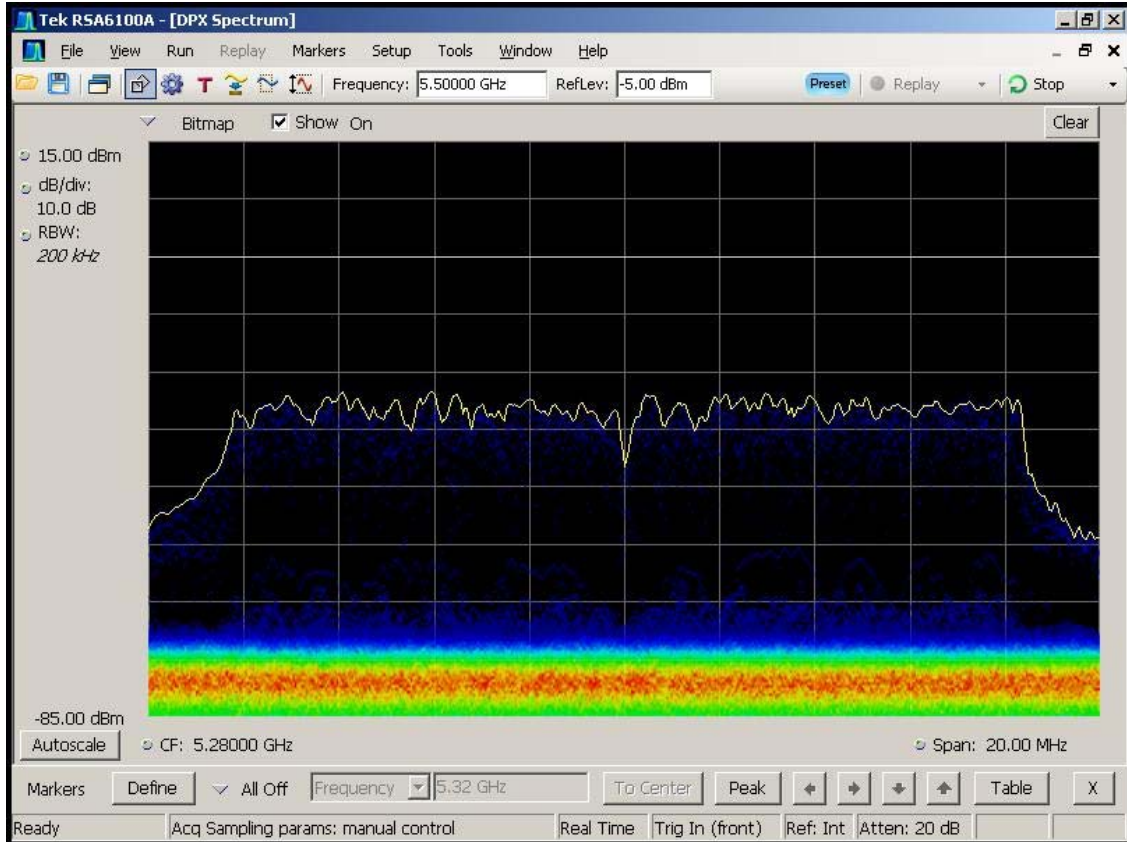 Tek RSA6100A - [DPX Spectrum]
File View Run Replay Markers Setup Tools Window Help
T Frequency: 5.50000 GHz RefLev: -5.00 dBm Preset Replay Stop
Bitmap Show On Clear
15.00 dBm
dB/div:
10.0 dB
RBW:
200 kHz
-85.00 dBm
Autoscale CF: 5.28000 GHz Span: 20.00 MHz
Markers Define All Off Frequency 5.32 GHz To Center Peak Table X
Ready Acq Sampling params: manual control Real Time Trig In (front) Ref: Int Atten: 20 dB